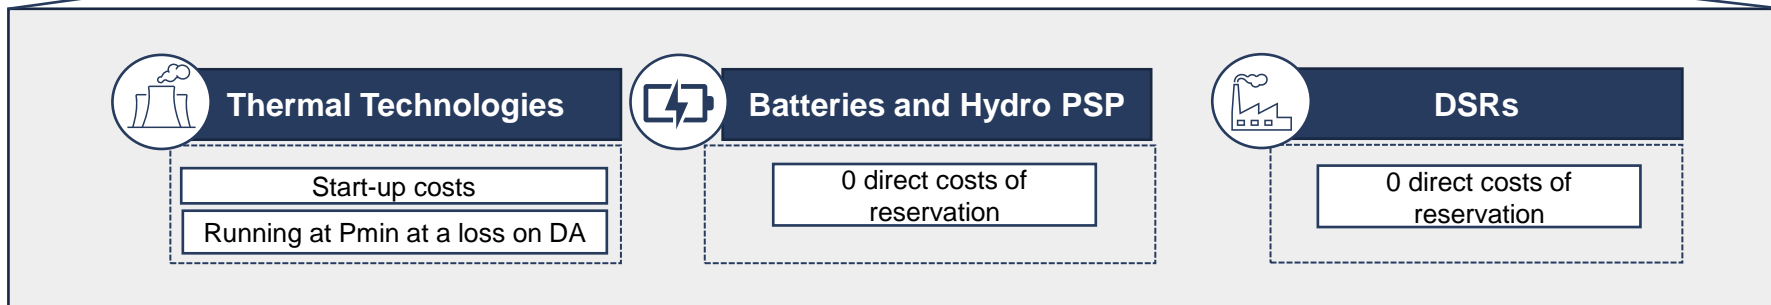 Thermal Technologies
Start-up costs
Running at Pmin at a loss on DA
Batteries and Hydro PSP
0 direct costs of
reservation
DSRs
0 direct costs of
reservation